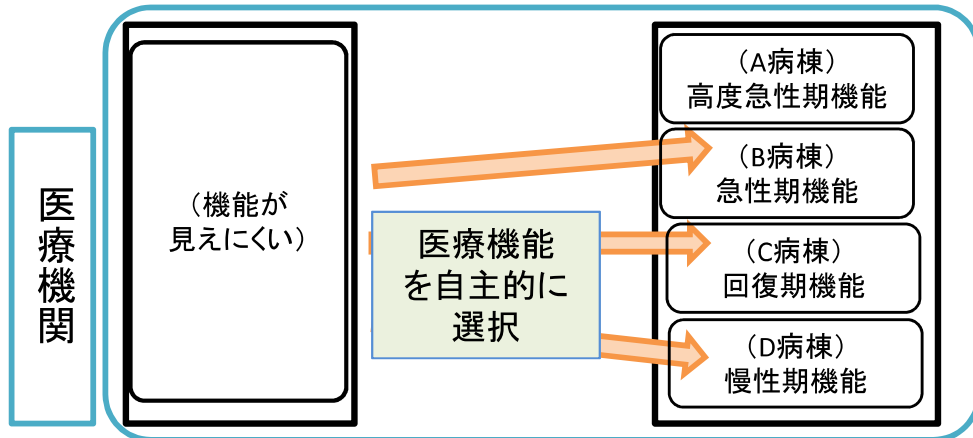 医療機関
（機能が
見えにくい）
医療機能
を自主的に
選択
（A病棟）
高度急性期機能
（B病棟）
急性期機能
（C病棟）
回復期機能
（D病棟）
慢性期機能